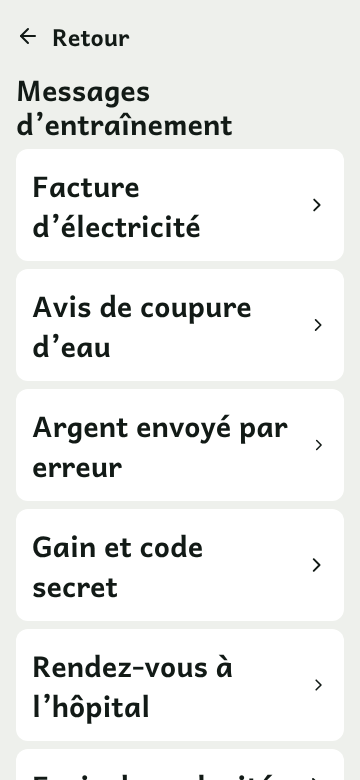 Retour
Messages
d’entraînement
Facture
d’électricité
Avis de coupure
d’eau
Argent envoyé par
erreur
Gain et code
secret
Rendez-vous à
l’hôpital